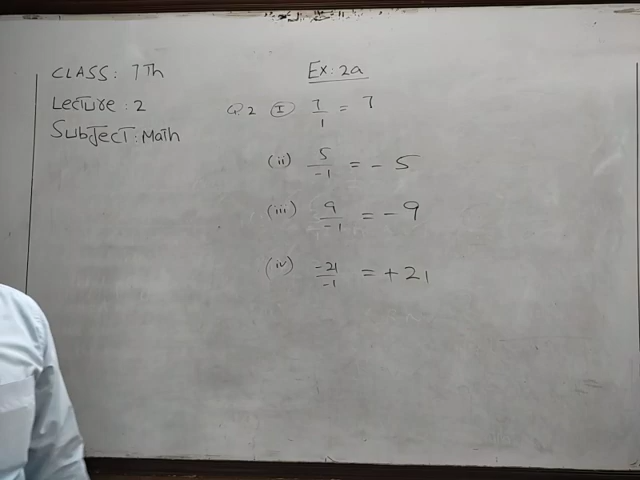 CLASS: 7Th
Ex: 2a
Lecture: 2
Subject: Math
Q.2 (I) 7/1 = 7
(ii) 5/-1 = - 5
(iii) 9/-1 = - 9
(iv) -21/-1 = + 21